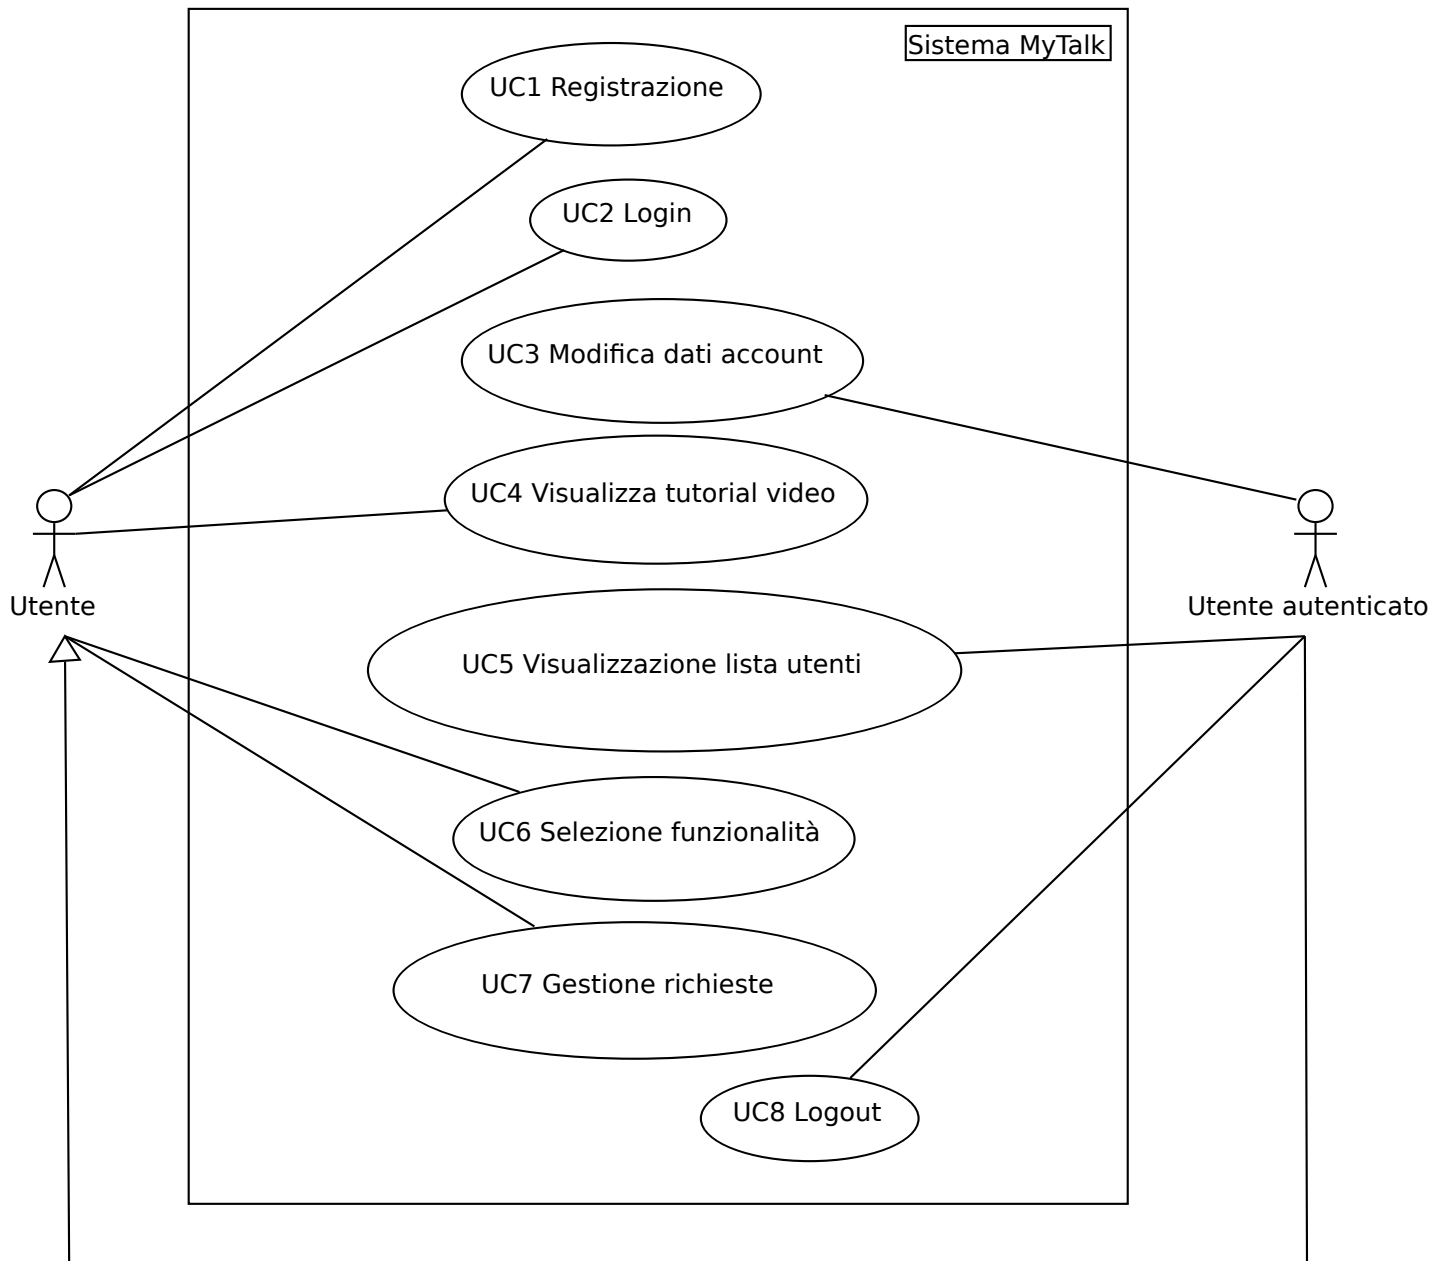 Sistema MyTalk
UC1 Registrazione
UC2 Login
UC3 Modifica dati account
UC4 Visualizza tutorial video
Utente
Utente autenticato
UC5 Visualizzazione lista utenti
UC6 Selezione funzionalità
UC7 Gestione richieste
UC8 Logout